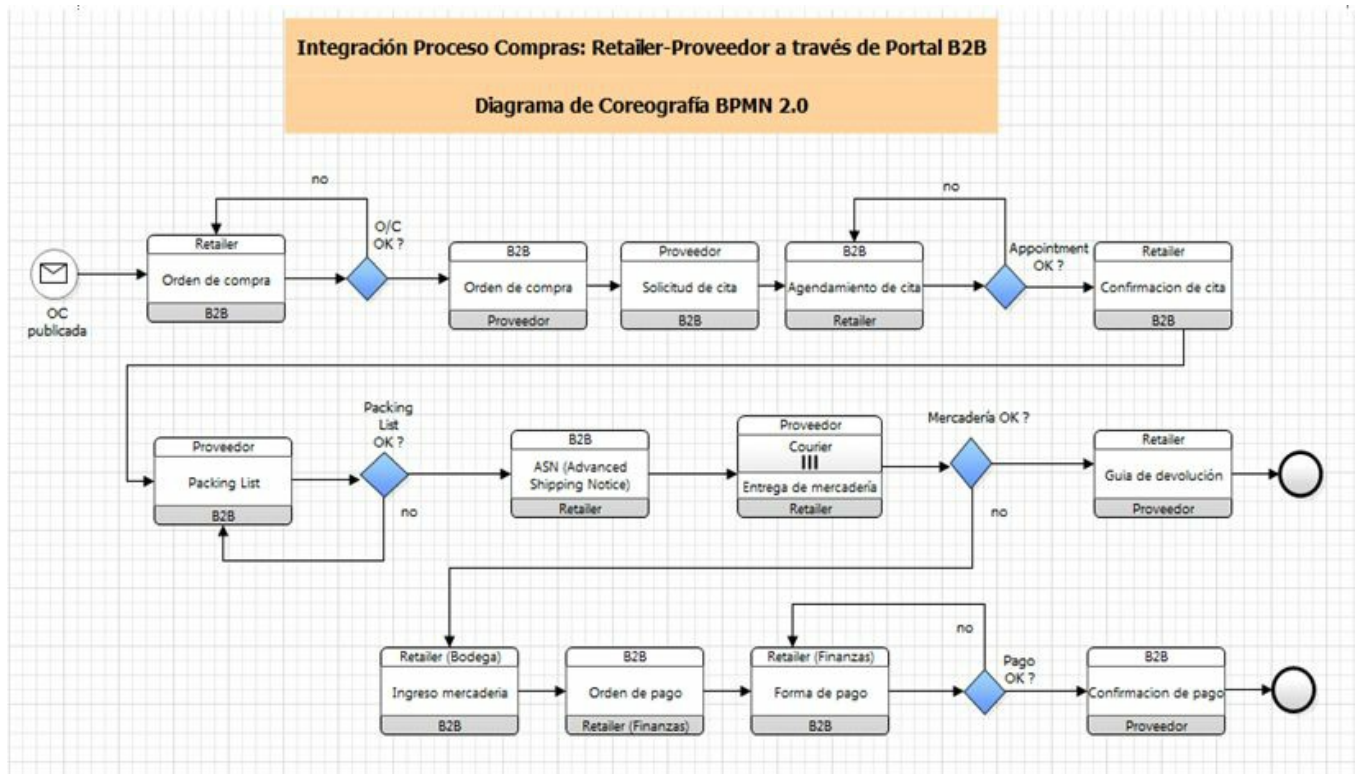 Integración Proceso Compras: Retailer-Proveedor a través de Portal B2B
Diagrama de Coreografía BPMN 2.0
no
no
O/C
OK ?
Retailer
Orden de compra
B2B
B2B
Orden de compra
Proveedor
Proveedor
Solicitud de cita
B2B
B2B
Agendamiento de cita
Retailer
Appointment
OK ?
Retailer
Confirmacion de cita
B2B
OC
publicada
Packing
List
OK ?
Proveedor
Packing List
B2B
no
B2B
ASN (Advanced
Shipping Notice)
Retailer
Proveedor
Courier
Entrega de mercadería
Retailer
Mercadería OK ?
no
Retailer
Guia de devolución
Proveedor
Retailer (Bodega)
Ingreso mercaderia
B2B
B2B
Orden de pago
Retailer (Finanzas)
Retailer (Finanzas)
Forma de pago
B2B
no
Pago
OK ?
B2B
Confirmacion de pago
Proveedor